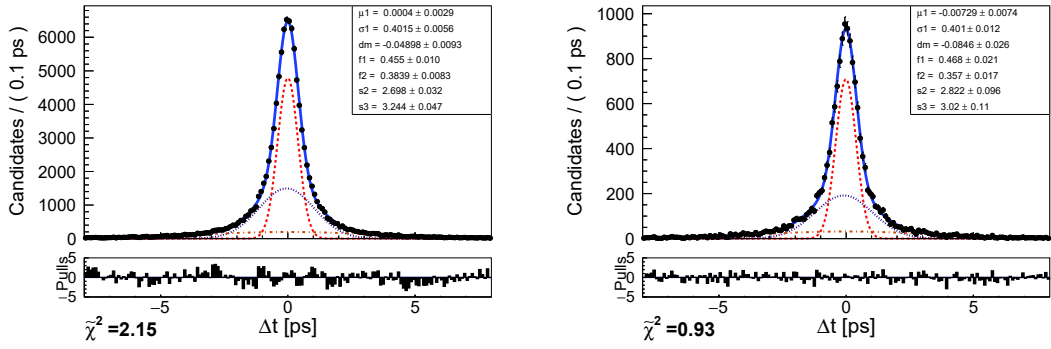 Candidates / ( 0.1 ps )
6000
5000
4000
3000
2000
1000
0
μ1 = 0.0004 ± 0.0029
σ1 = 0.4015 ± 0.0056
dm = -0.04898 ± 0.0093
f1 = 0.455 ± 0.010
f2 = 0.3839 ± 0.0083
s2 = 2.698 ± 0.032
s3 = 3.244 ± 0.047
Pulls
5
0
−5
−5 0 5
χ̃² =2.15
Δt [ps]
Candidates / ( 0.1 ps )
1000
800
600
400
200
0
μ1 = -0.00729 ± 0.0074
σ1 = 0.401 ± 0.012
dm = -0.0846 ± 0.026
f1 = 0.468 ± 0.021
f2 = 0.357 ± 0.017
s2 = 2.822 ± 0.096
s3 = 3.02 ± 0.11
Pulls
5
0
−5
−5 0 5
χ̃² =0.93
Δt [ps]